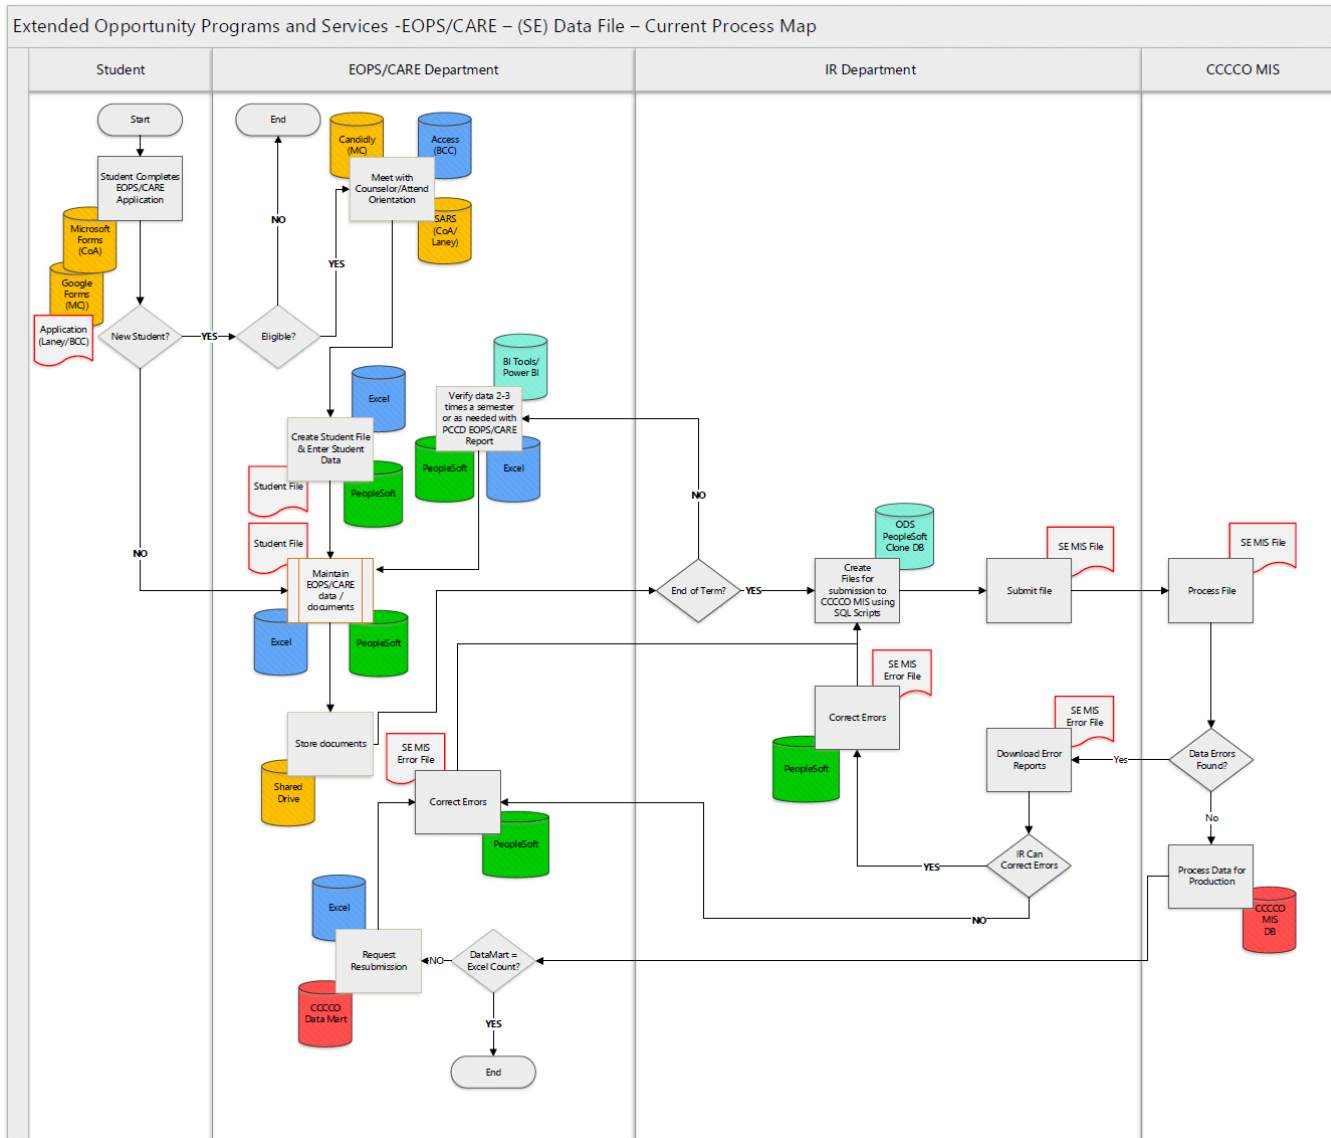 Extended Opportunity Programs and Services -EOPS/CARE – (SE) Data File – Current Process Map
Student
EOPS/CARE Department
IR Department
CCCCO MIS
Start
Student Completes
EOPS/CARE
Application
Microsoft
Forms
(CoA)
Google
Forms
(MC))
Application
(Laney/BCC)
New Student?
YES
NO
End
NO
Eligible?
YES
Candidly
(MC)
Access
(BCC)
Meet with
Counselor/Attend
Orientation
SARS
(CoA/
Laney)
BI Tools/
Power BI
Verify data 2-3
times a semester
or as needed with
PCCD EOPS/CARE
Report
PeopleSoft
Excel
Excel
Create Student File
& Enter Student
Data
Student File
PeopleSoft
Student File
Maintain
EOPS/CARE
data /
documents
Excel
PeopleSoft
Store documents
Shared
Drive
SE MIS
Error File
Correct Errors
PeopleSoft
Excel
Request
Resubmission
CCCCO
Data Mart
NO
DataMart =
Excel Count?
YES
End
NO
End of Term?
YES
ODS
PeopleSoft
Clone DB
Create
Files for
submission to
CCCCO MIS using
SQL Scripts
SE MIS File
Submit file
SE MIS
Error File
Correct Errors
PeopleSoft
SE MIS
Error File
Download Error
Reports
IR Can
Correct Errors
YES
NO
SE MIS File
Process File
Data Errors
Found?
Yes
No
Process Data for
Production
CCCCO
MIS
DB